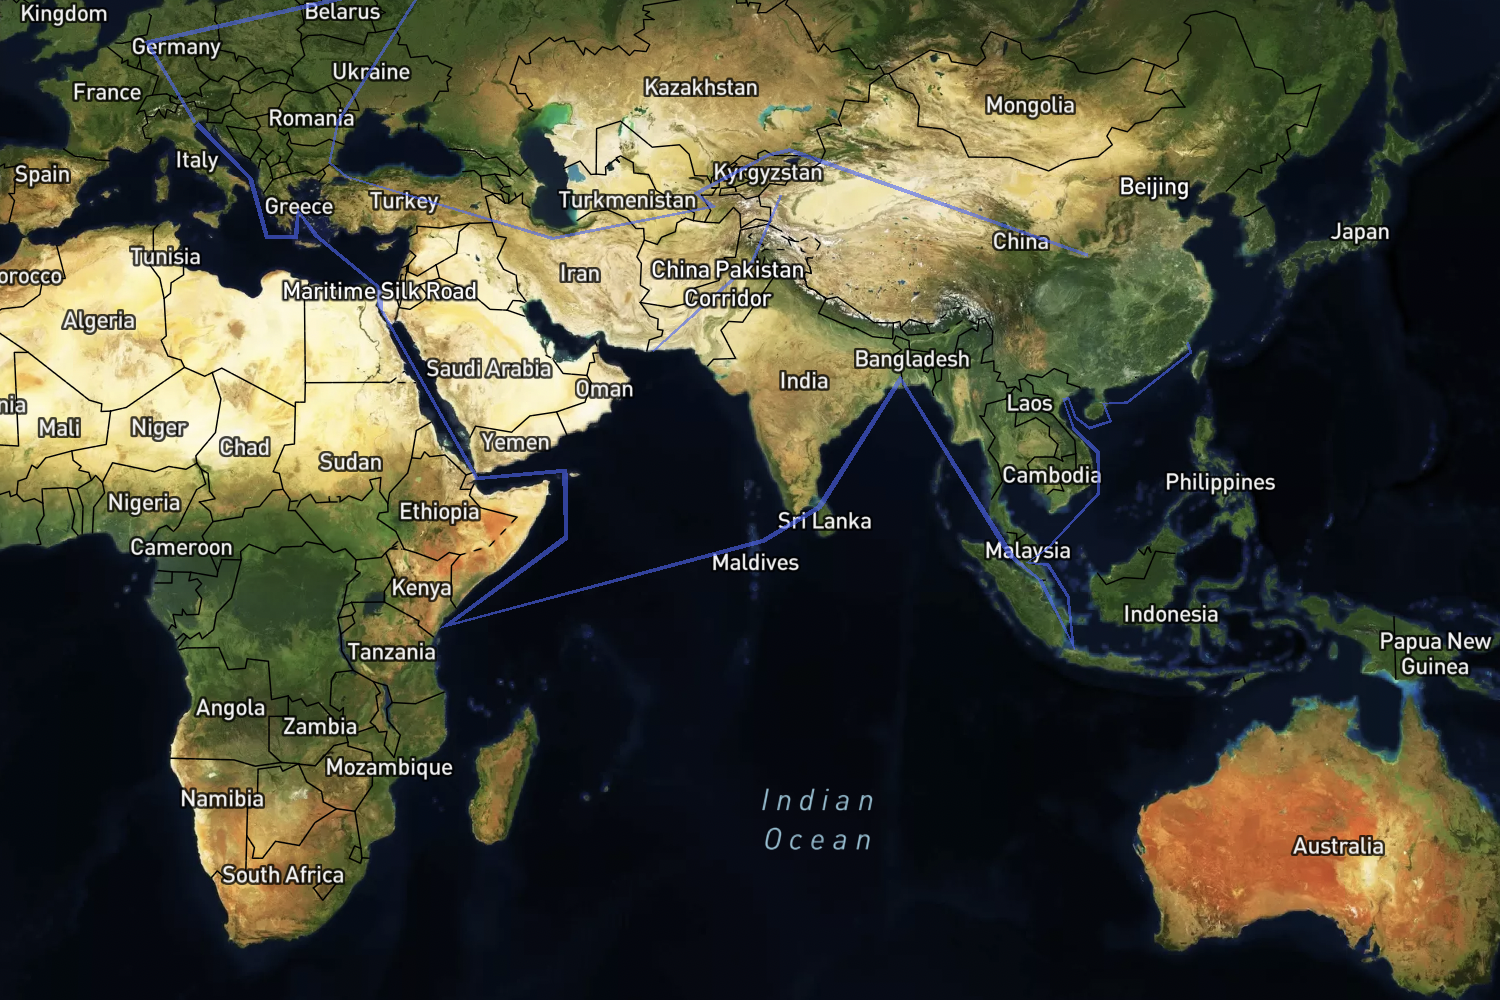 Kingdom
Belarus
Germany
Ukraine
France
Kazakhstan
Mongolia
Romania
Italy
Spain
Kyrgyzstan
Beijing
Turkmenistan
Turkey
Greece
Japan
China
Tunisia
orocco
Iran
China Pakistan
Corridor
Maritime Silk Road
Algeria
Bangladesh
Saudi Arabia
India
Oman
Laos
nia
Mali
Niger
Chad
Yemen
Sudan
Cambodia
Philippines
Nigeria
Ethiopia
Sri Lanka
Cameroon
Malaysia
Maldives
Kenya
Indonesia
Tanzania
Papua New
Guinea
Angola
Zambia
Mozambique
Namibia
Indian
Ocean
Australia
South Africa